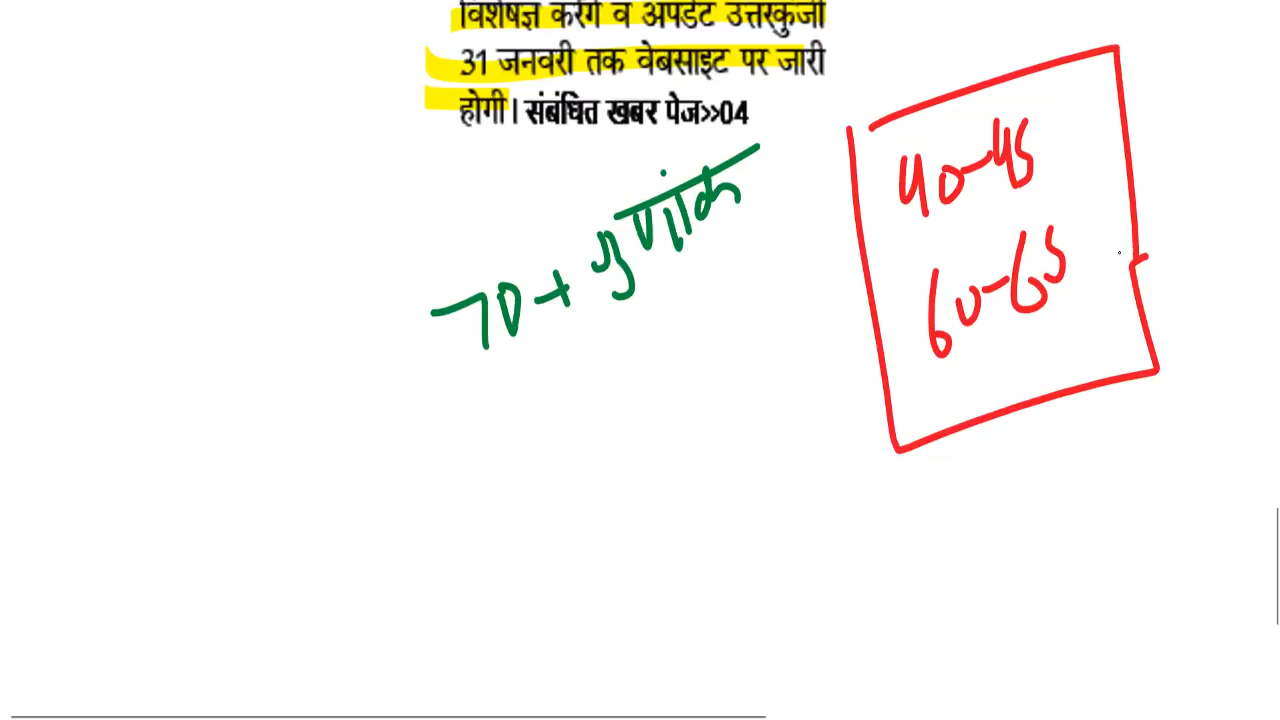 विशेषज्ञ करेंगे व अपडेट उत्तरकुंजी
31 जनवरी तक वेबसाइट पर जारी
होगी। संबंधित खबर पेज>>04
70+ गुणांक
40-45
60-65